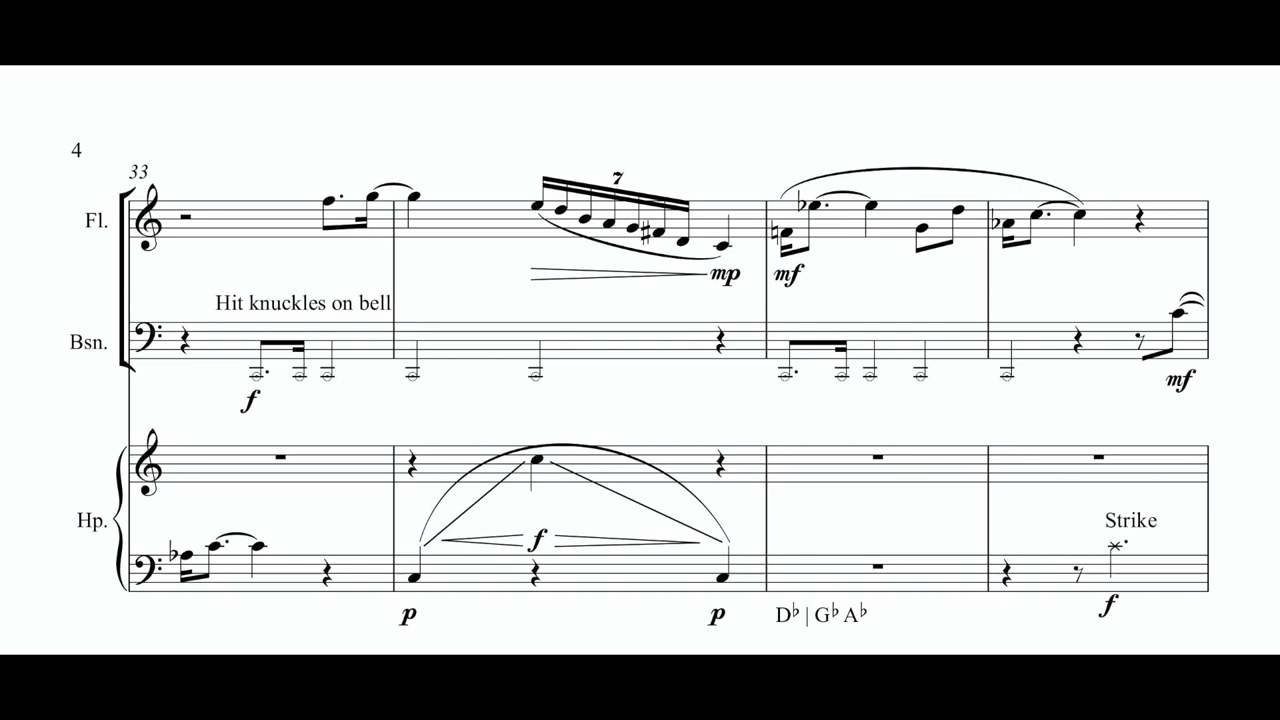 4
33
Fl.
7
mp
mf
Hit knuckles on bell
Bsn.
f
mf
Hp.
Strike
f
p
p
D♭ | G♭ A♭
f